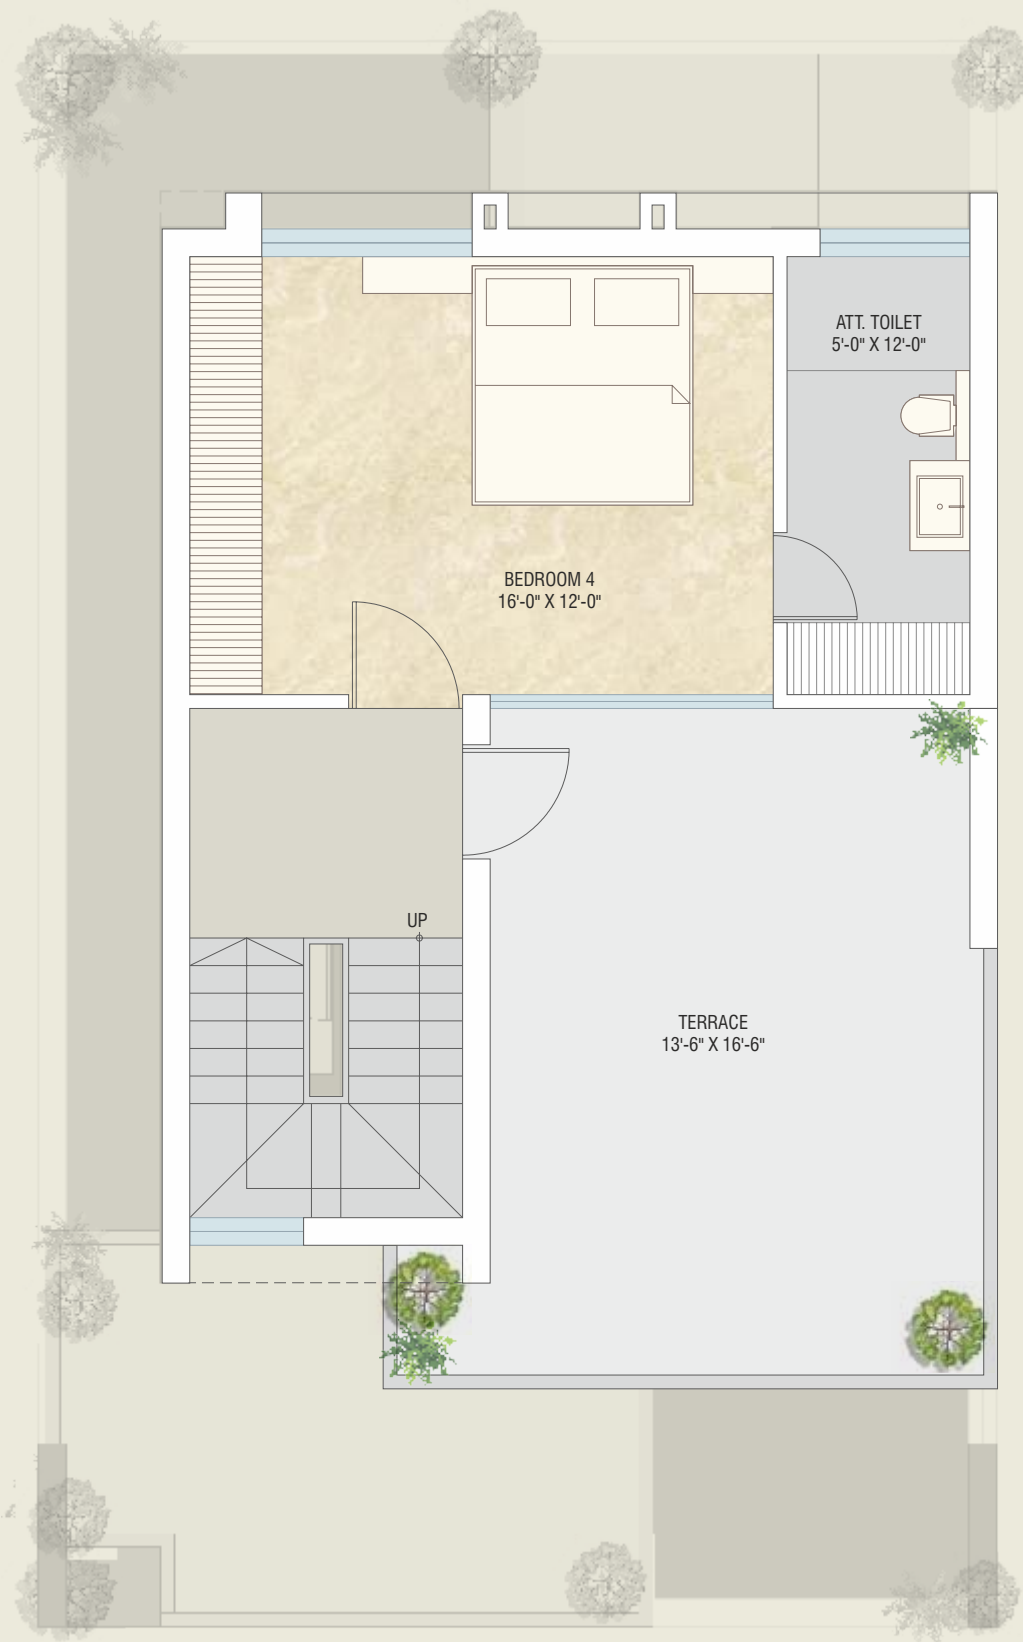 ATT. TOILET
5'-0" X 12'-0"
BEDROOM 4
16'-0" X 12'-0"
UP
TERRACE
13'-6" X 16'-6"